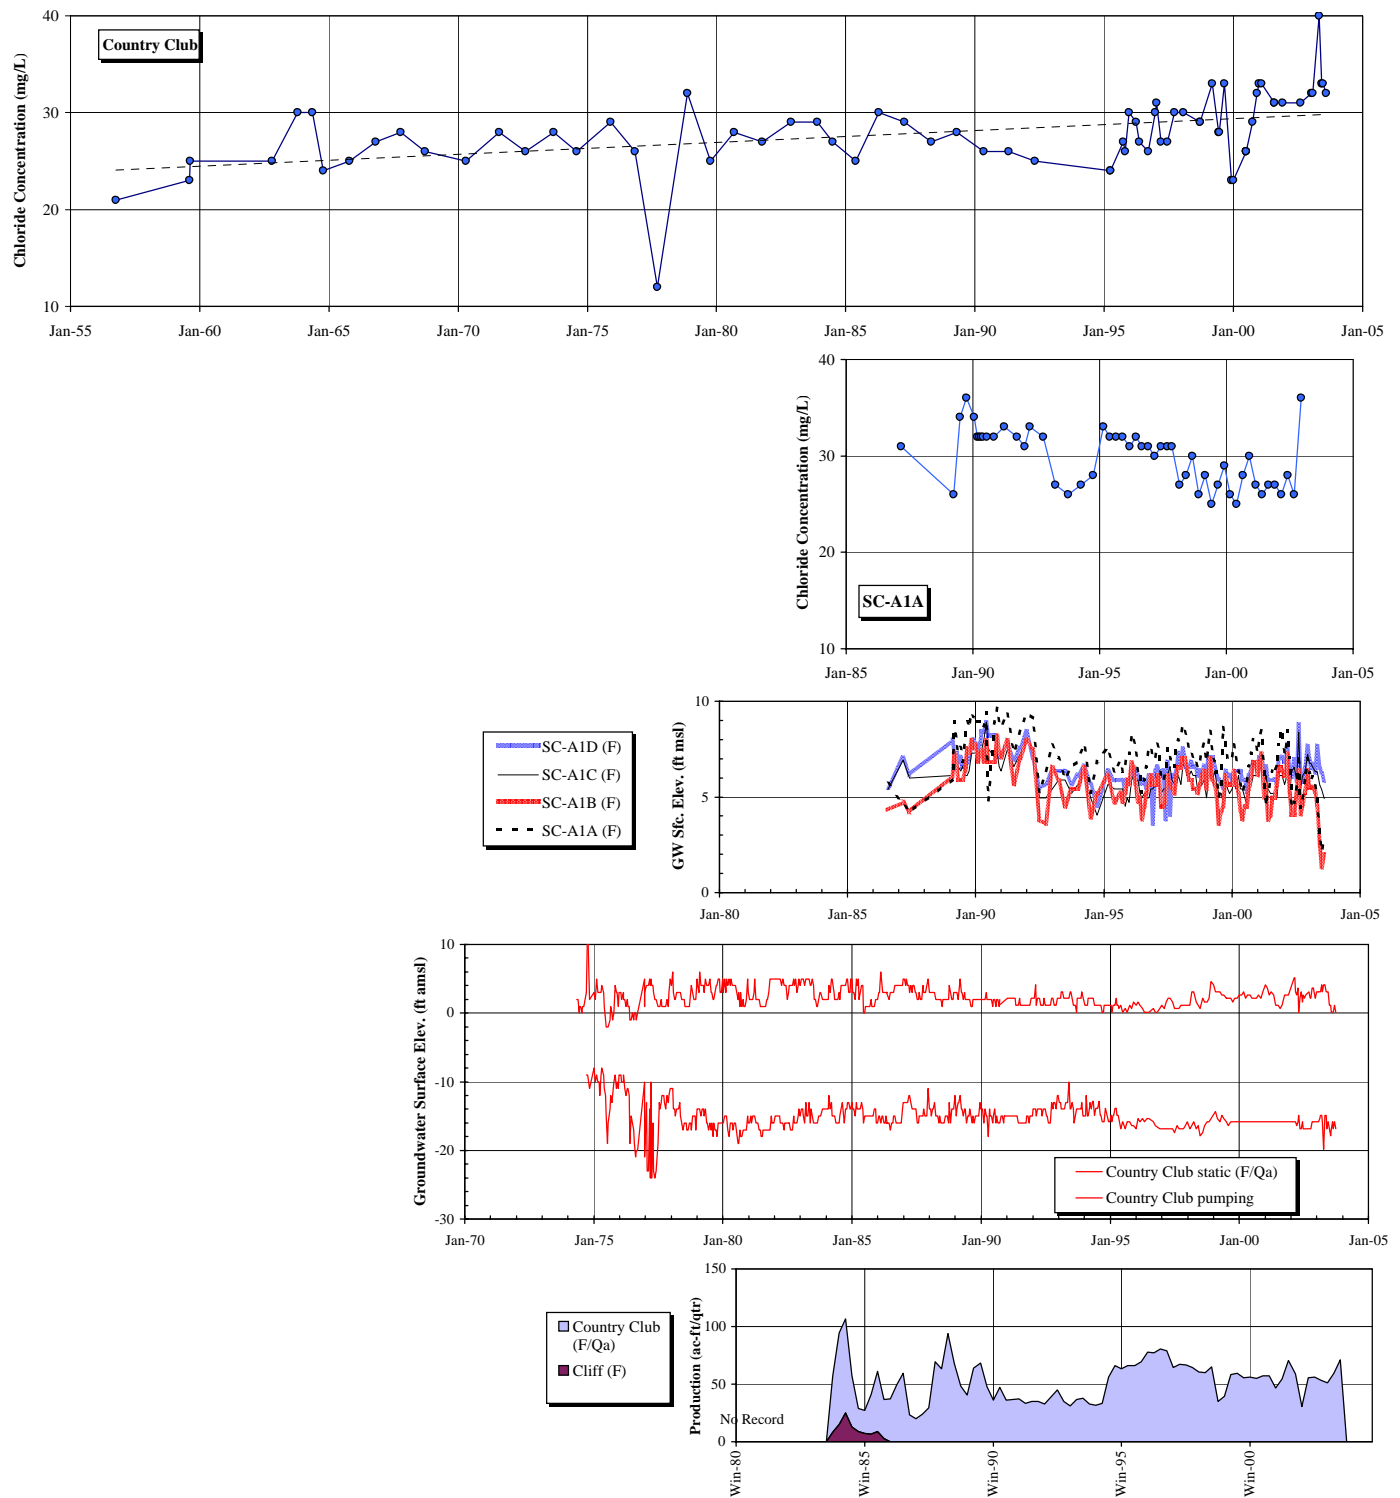 40
30
20
10
Chloride Concentration (mg/L)
Country Club
Jan-55 Jan-60 Jan-65 Jan-70 Jan-75 Jan-80 Jan-85 Jan-90 Jan-95 Jan-00 Jan-05
40
30
20
10
Chloride Concentration (mg/L)
SC-A1A
Jan-85 Jan-90 Jan-95 Jan-00 Jan-05
SC-A1D (F)
SC-A1C (F)
SC-A1B (F)
SC-A1A (F)
10
5
0
GW Sfc. Elev. (ft msl)
Jan-80 Jan-85 Jan-90 Jan-95 Jan-00 Jan-05
10
0
-10
-20
-30
Groundwater Surface Elev. (ft amsl)
Country Club static (F/Qa)
Country Club pumping
Jan-70 Jan-75 Jan-80 Jan-85 Jan-90 Jan-95 Jan-00 Jan-05
Country Club
(F/Qa)
Cliff (F)
150
100
50
0
Production (ac-ft/qtr)
No Record
Win-80 Win-85 Win-90 Win-95 Win-00